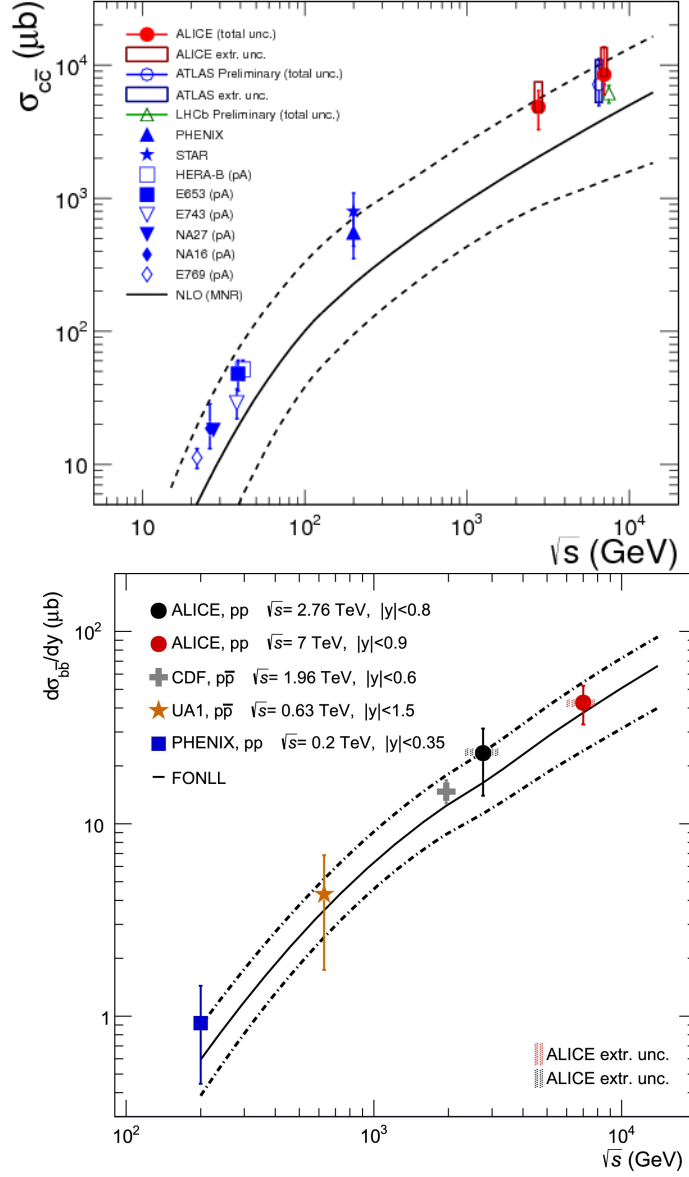 σcc̅ (μb)
10⁴
10³
10²
10
ALICE (total unc.)
ALICE extr. unc.
ATLAS Preliminary (total unc.)
ATLAS extr. unc.
LHCb Preliminary (total unc.)
PHENIX
STAR
HERA-B (pA)
E653 (pA)
E743 (pA)
NA27 (pA)
NA16 (pA)
E769 (pA)
NLO (MNR)
10 10² 10³ 10⁴
√s (GeV)
dσbb̅/dy (μb)
10²
10
1
ALICE, pp √s= 2.76 TeV, |y|<0.8
ALICE, pp √s= 7 TeV, |y|<0.9
CDF, pp̅ √s= 1.96 TeV, |y|<0.6
UA1, pp̅ √s= 0.63 TeV, |y|<1.5
PHENIX, pp √s= 0.2 TeV, |y|<0.35
FONLL
ALICE extr. unc.
ALICE extr. unc.
10² 10³ 10⁴
√s (GeV)